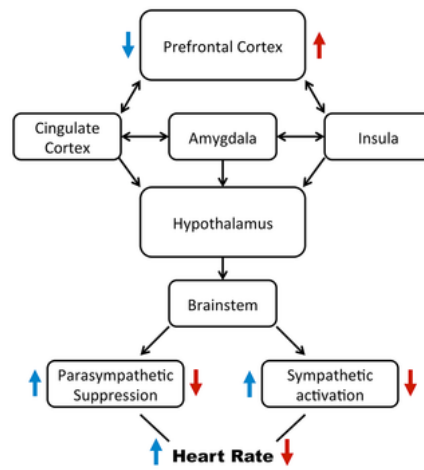 Prefrontal Cortex
Cingulate
Cortex
Amygdala
Insula
Hypothalamus
Brainstem
Parasympathetic
Suppression
Sympathetic
activation
Heart Rate